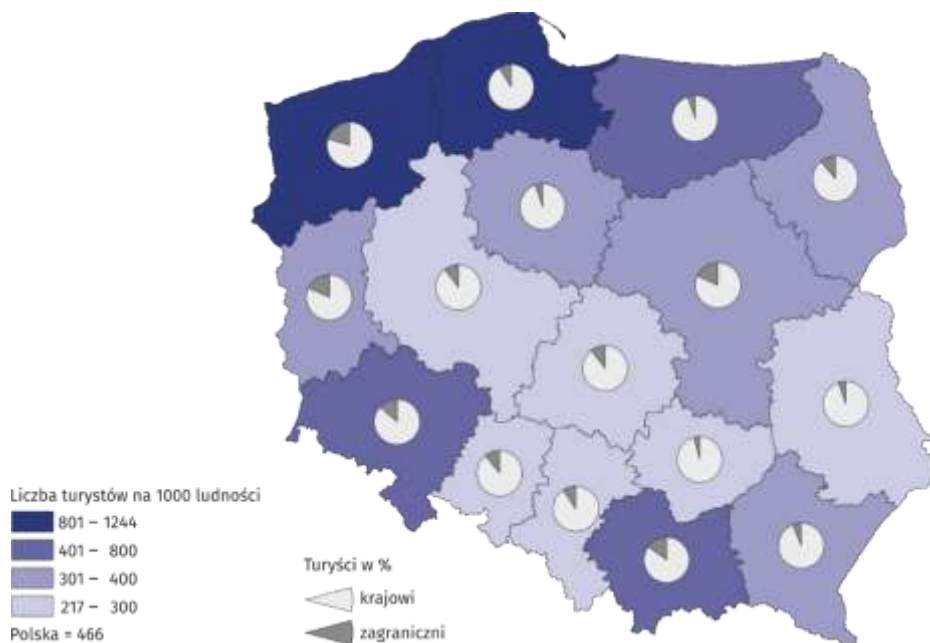 Liczba turystów na 1000 ludności
801 – 1244
401 – 800
301 – 400
217 – 300
Polska = 466
Turyści w %
krajowi
zagraniczni